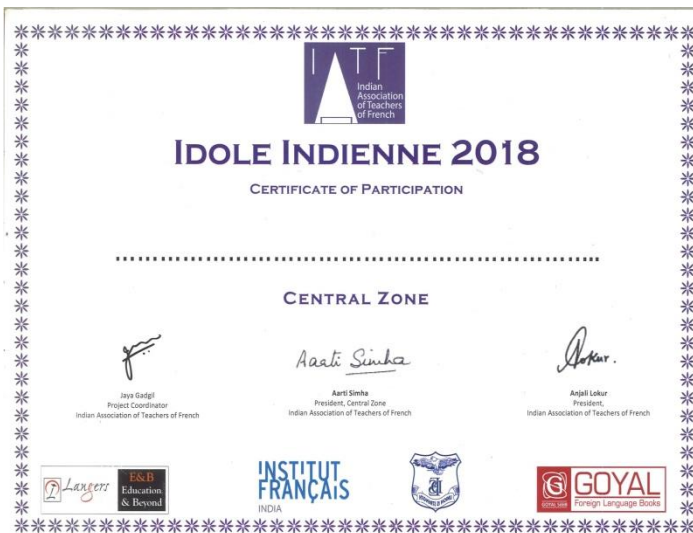 I A T F
Indian
Association
of Teachers
of French
IDOLE INDIENNE 2018
CERTIFICATE OF PARTICIPATION
CENTRAL ZONE
Aarti Simha
Lokur.
Jaya Gadgil
Project Coordinator
Indian Association of Teachers of French
Aarti Simha
President, Central Zone
Indian Association of Teachers of French
Anjali Lokur
President,
Indian Association of Teachers of French
Langers
E&B
Education
& Beyond
INSTITUT
FRANÇAIS
INDIA
GOYAL
Foreign Language Books